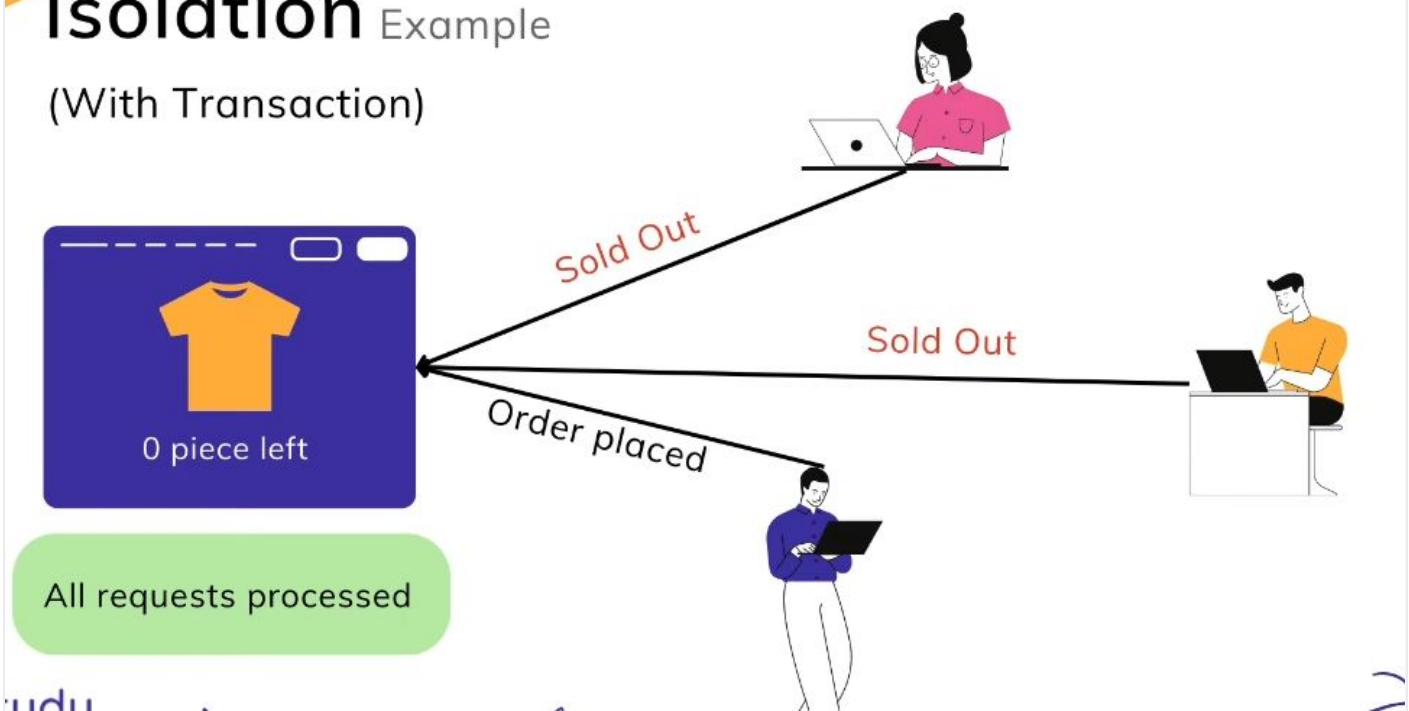 Isolation Example
(With Transaction)
Sold Out
Sold Out
Order placed
0 piece left
All requests processed